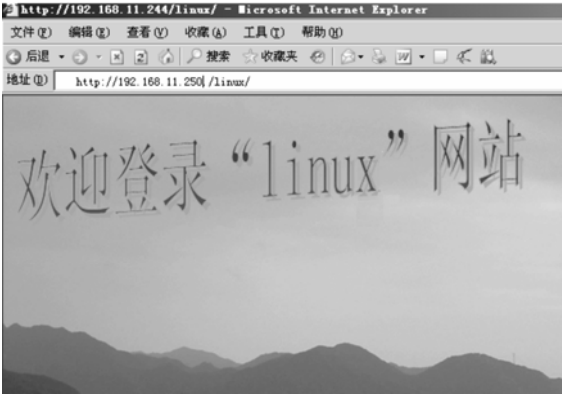 http://192.168.11.244/linux/ - Microsoft Internet Explorer
文件(F) 编辑(E) 查看(V) 收藏(A) 工具(T) 帮助(H)
后退 搜索 收藏夹
地址(D) http://192.168.11.250/linux/
欢迎登录“linux”网站